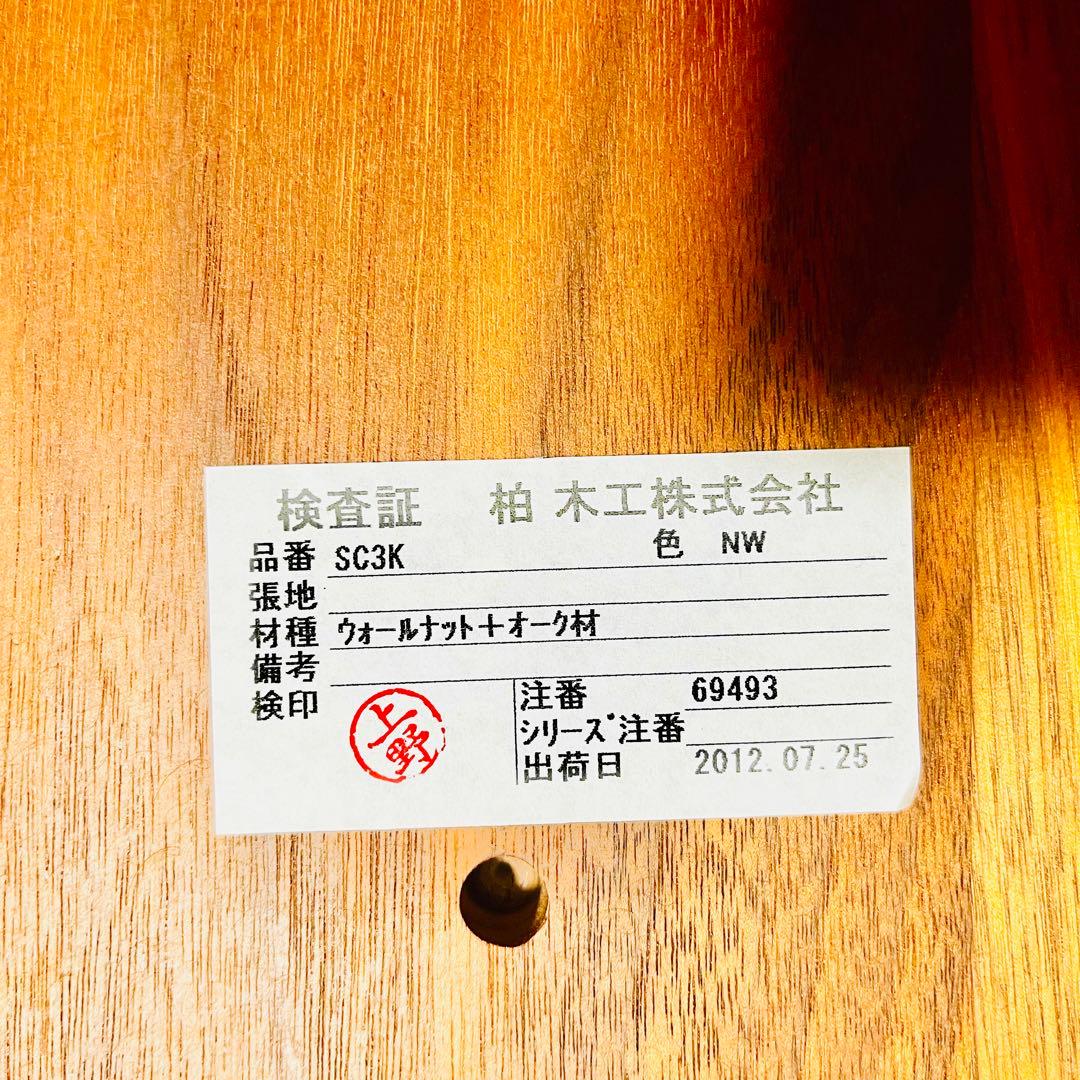 検査証 柏木工株式会社
品番 SC3K 色 NW
張地
材種 ウォールナット+オーク材
備考
検印 上野
注番 69493
シリーズ注番
出荷日 2012.07.25